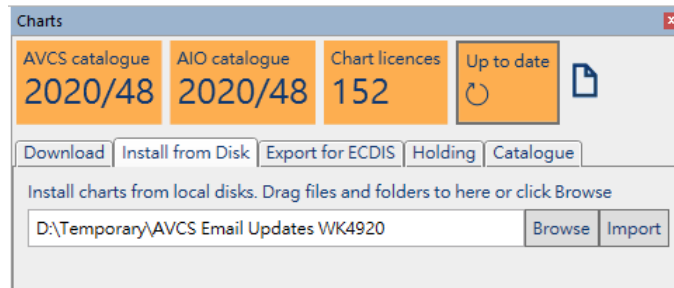 Charts
AVCS catalogue
2020/48
AIO catalogue
2020/48
Chart licences
152
Up to date
Download
Install from Disk
Export for ECDIS
Holding
Catalogue
Install charts from local disks. Drag files and folders to here or click Browse
D:\Temporary\AVCS Email Updates WK4920
Browse
Import